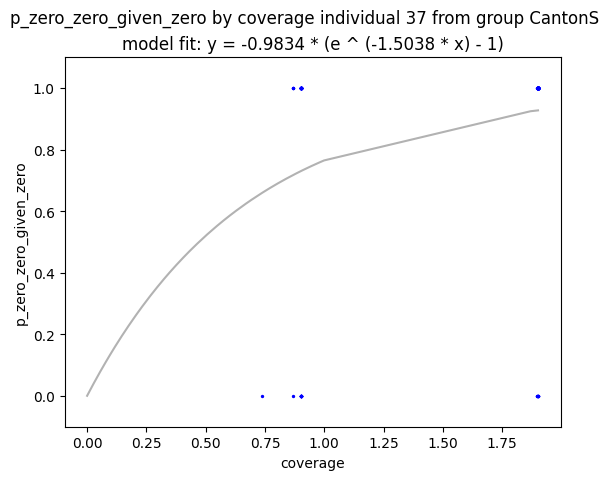 p_zero_zero_given_zero by coverage individual 37 from group CantonS
model fit: y = -0.9834 * (e ^ (-1.5038 * x) - 1)
1.0
0.8
0.6
0.4
0.2
0.0
p_zero_zero_given_zero
0.00 0.25 0.50 0.75 1.00 1.25 1.50 1.75
coverage